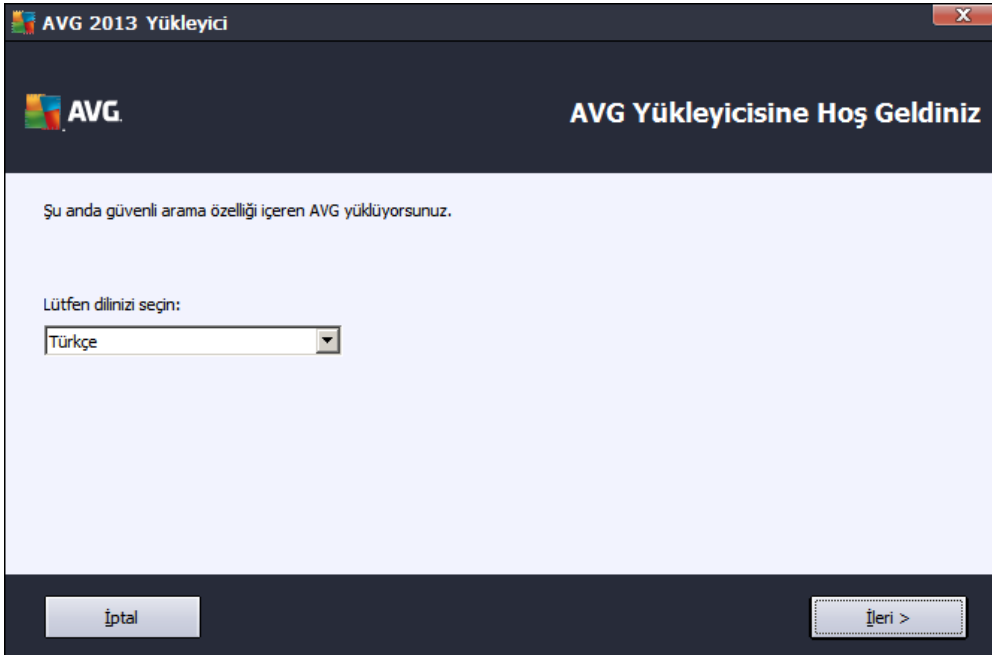 AVG 2013 Yükleyici
AVG.
AVG Yükleyicisine Hoş Geldiniz
Şu anda güvenli arama özelliği içeren AVG yüklüyorsunuz.
Lütfen dilinizi seçin:
Türkçe
İptal
İleri >